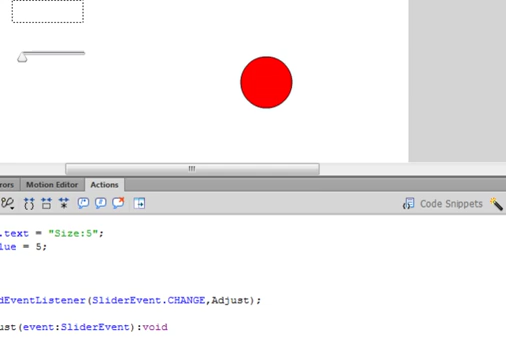 rors Motion Editor Actions
Code Snippets
.text = "Size:5";
lue = 5;
dEventListener(SliderEvent.CHANGE,Adjust);
ust(event:SliderEvent):void